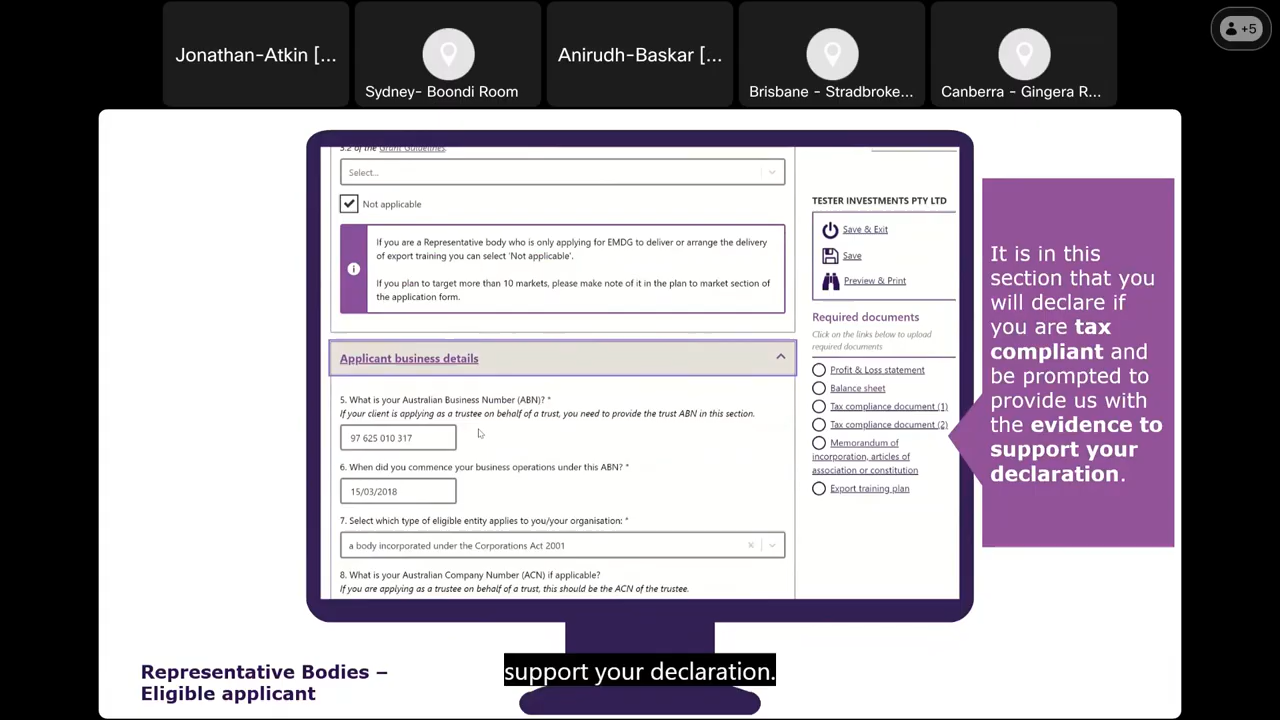 Jonathan-Atkin [...
Sydney- Boondi Room
Anirudh-Baskar [...
Brisbane - Stradbroke...
Canberra - Gingera R...
+5
3.2 of the Grant Guidelines.
Select...
Not applicable
If you are a Representative body who is only applying for EMDG to deliver or arrange the delivery
of export training you can select 'Not applicable'.
If you plan to target more than 10 markets, please make note of it in the plan to market section of
the application form.
Applicant business details
5. What is your Australian Business Number (ABN)? *
If your client is applying as a trustee on behalf of a trust, you need to provide the trust ABN in this section.
97 625 010 317
6. When did you commence your business operations under this ABN? *
15/03/2018
7. Select which type of eligible entity applies to you/your organisation: *
a body incorporated under the Corporations Act 2001
8. What is your Australian Company Number (ACN) if applicable?
If you are applying as a trustee on behalf of a trust, this should be the ACN of the trustee.
TESTER INVESTMENTS PTY LTD
Save & Exit
Save
Preview & Print
Required documents
Click on the links below to upload
required documents
Profit & Loss statement
Balance sheet
Tax compliance document (1)
Tax compliance document (2)
Memorandum of
incorporation, articles of
association or constitution
Export training plan
It is in this
section that you
will declare if
you are tax
compliant and
be prompted to
provide us with
the evidence to
support your
declaration.
Representative Bodies –
Eligible applicant
support your declaration.